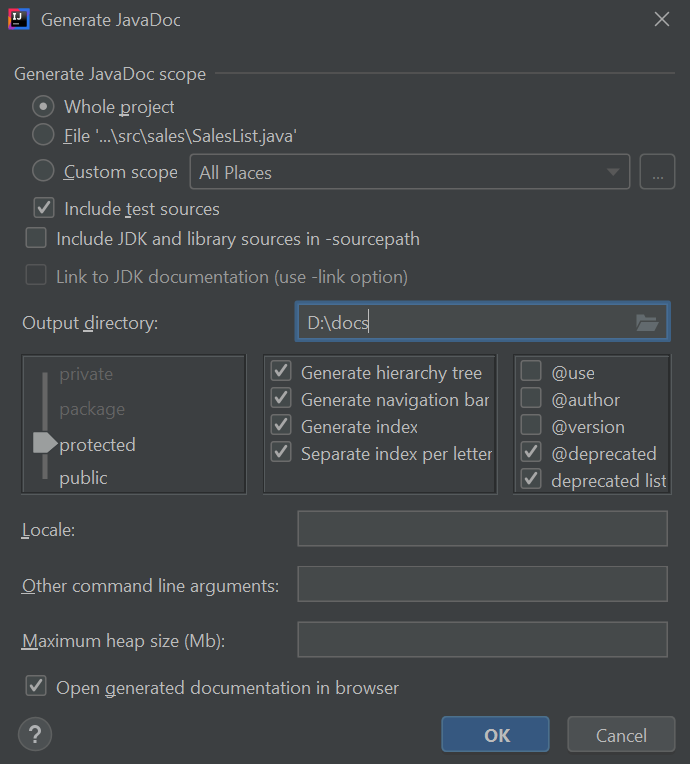 IJ
Generate JavaDoc
Generate JavaDoc scope
Whole project
File '...\src\sales\SalesList.java'
Custom scope All Places ...
Include test sources
Include JDK and library sources in -sourcepath
Link to JDK documentation (use -link option)
Output directory: D:\docs
private
package
protected
public
Generate hierarchy tree
Generate navigation bar
Generate index
Separate index per letter
@use
@author
@version
@deprecated
deprecated list
Locale:
Other command line arguments:
Maximum heap size (Mb):
Open generated documentation in browser
? OK Cancel